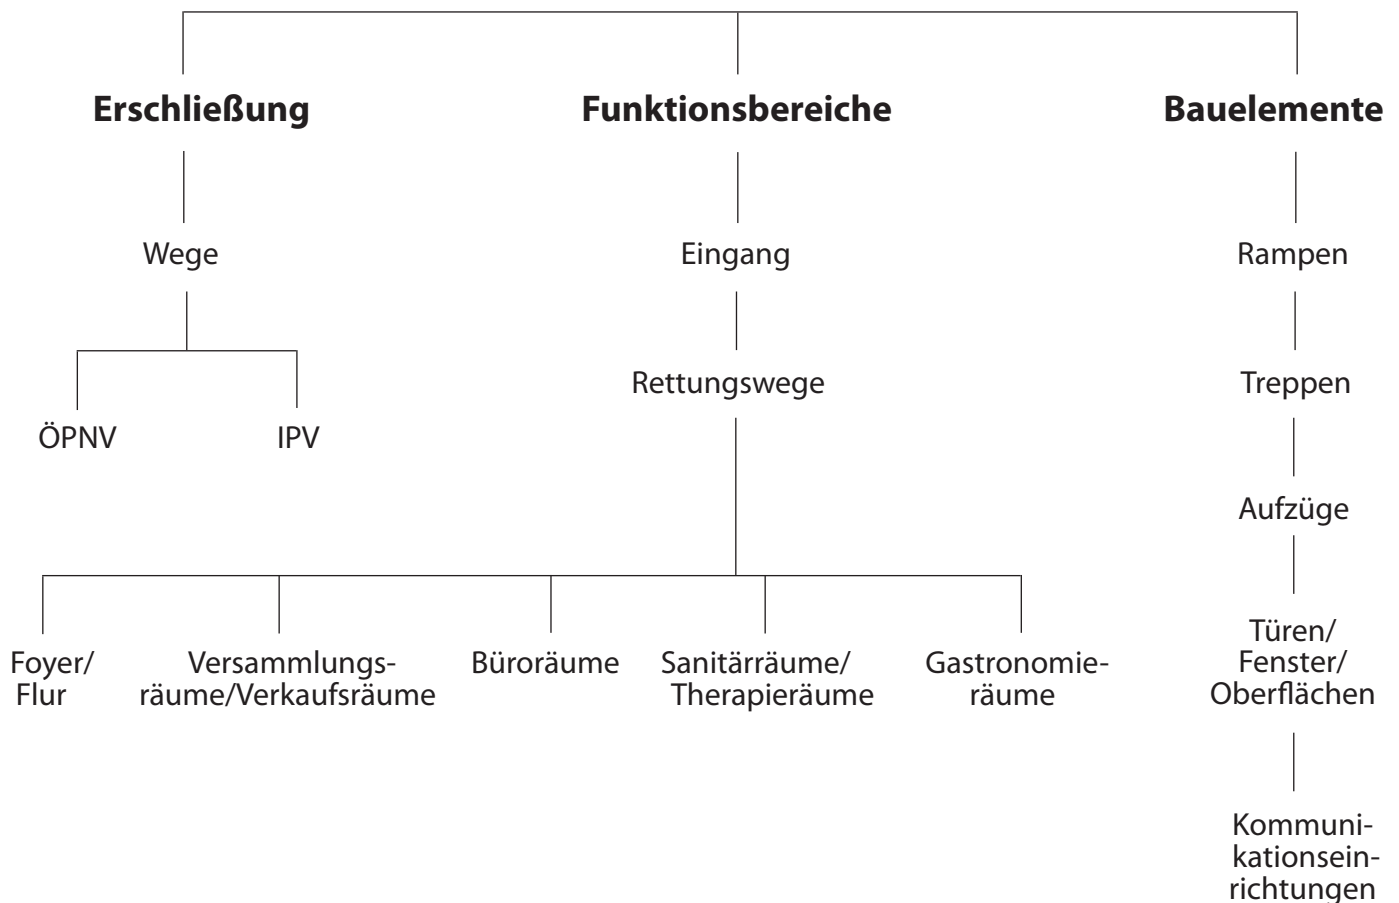 Erschließung
Funktionsbereiche
Bauelemente
Wege
Eingang
Rampen
ÖPNV
IPV
Rettungswege
Treppen
Aufzüge
Foyer/
Flur
Versammlungs-
räume/Verkaufsräume
Büroräume
Sanitärräume/
Therapieräume
Gastronomie-
räume
Türen/
Fenster/
Oberflächen
Kommuni-
kationsein-
richtungen